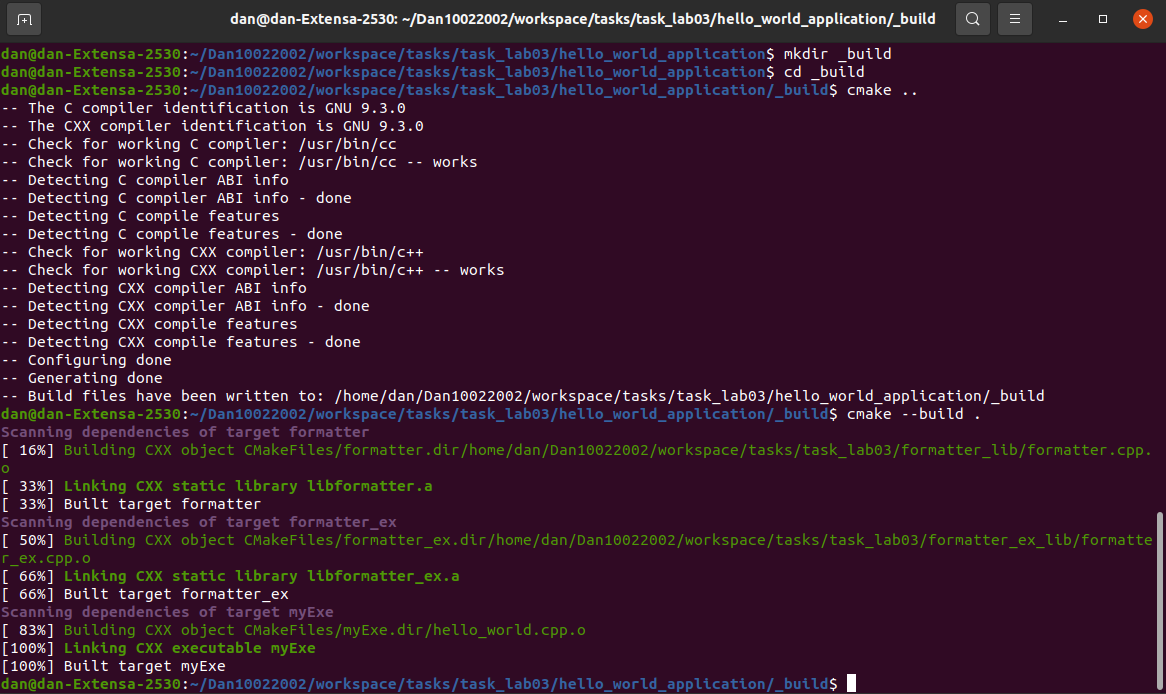 dan@dan-Extensa-2530: ~/Dan10022002/workspace/tasks/task_lab03/hello_world_application/_build
dan@dan-Extensa-2530:~/Dan10022002/workspace/tasks/task_lab03/hello_world_application$ mkdir _build
dan@dan-Extensa-2530:~/Dan10022002/workspace/tasks/task_lab03/hello_world_application$ cd _build
dan@dan-Extensa-2530:~/Dan10022002/workspace/tasks/task_lab03/hello_world_application/_build$ cmake ..
-- The C compiler identification is GNU 9.3.0
-- The CXX compiler identification is GNU 9.3.0
-- Check for working C compiler: /usr/bin/cc
-- Check for working C compiler: /usr/bin/cc -- works
-- Detecting C compiler ABI info
-- Detecting C compiler ABI info - done
-- Detecting C compile features
-- Detecting C compile features - done
-- Check for working CXX compiler: /usr/bin/c++
-- Check for working CXX compiler: /usr/bin/c++ -- works
-- Detecting CXX compiler ABI info
-- Detecting CXX compiler ABI info - done
-- Detecting CXX compile features
-- Detecting CXX compile features - done
-- Configuring done
-- Generating done
-- Build files have been written to: /home/dan/Dan10022002/workspace/tasks/task_lab03/hello_world_application/_build
dan@dan-Extensa-2530:~/Dan10022002/workspace/tasks/task_lab03/hello_world_application/_build$ cmake --build .
Scanning dependencies of target formatter
[ 16%] Building CXX object CMakeFiles/formatter.dir/home/dan/Dan10022002/workspace/tasks/task_lab03/formatter_lib/formatter.cpp.
o
[ 33%] Linking CXX static library libformatter.a
[ 33%] Built target formatter
Scanning dependencies of target formatter_ex
[ 50%] Building CXX object CMakeFiles/formatter_ex.dir/home/dan/Dan10022002/workspace/tasks/task_lab03/formatter_ex_lib/formatte
r_ex.cpp.o
[ 66%] Linking CXX static library libformatter_ex.a
[ 66%] Built target formatter_ex
Scanning dependencies of target myExe
[ 83%] Building CXX object CMakeFiles/myExe.dir/hello_world.cpp.o
[100%] Linking CXX executable myExe
[100%] Built target myExe
dan@dan-Extensa-2530:~/Dan10022002/workspace/tasks/task_lab03/hello_world_application/_build$